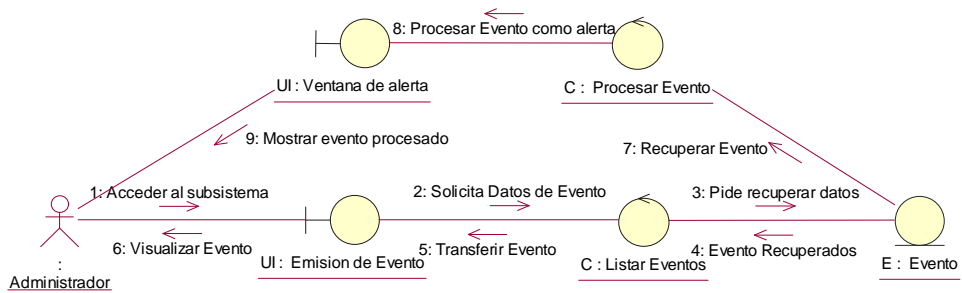 8: Procesar Evento como alerta
UI : Ventana de alerta
C :  Procesar Evento
9: Mostrar evento procesado
7: Recuperar Evento
1: Acceder al subsistema
2: Solicita Datos de Evento
3: Pide recuperar datos
6: Visualizar Evento
5: Transferir Evento
4: Evento Recuperados
:
Administrador
UI :  Emision de Evento
C : Listar Eventos
E :  Evento